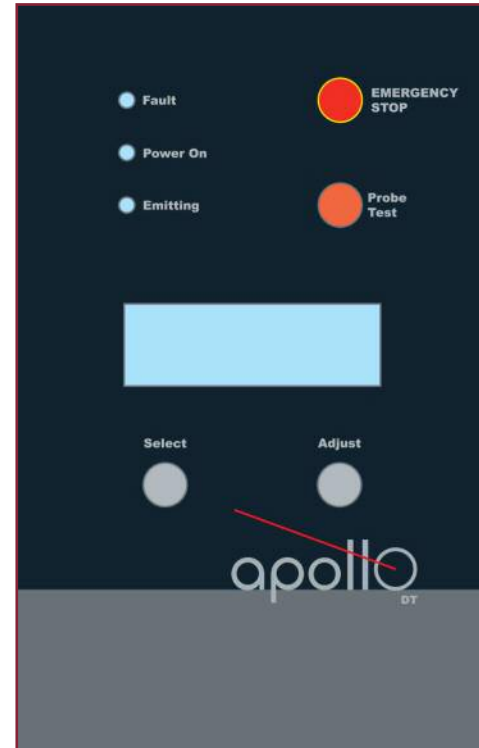 Fault
EMERGENCY
STOP
Power On
Emitting
Probe
Test
Select
Adjust
apollo
DT